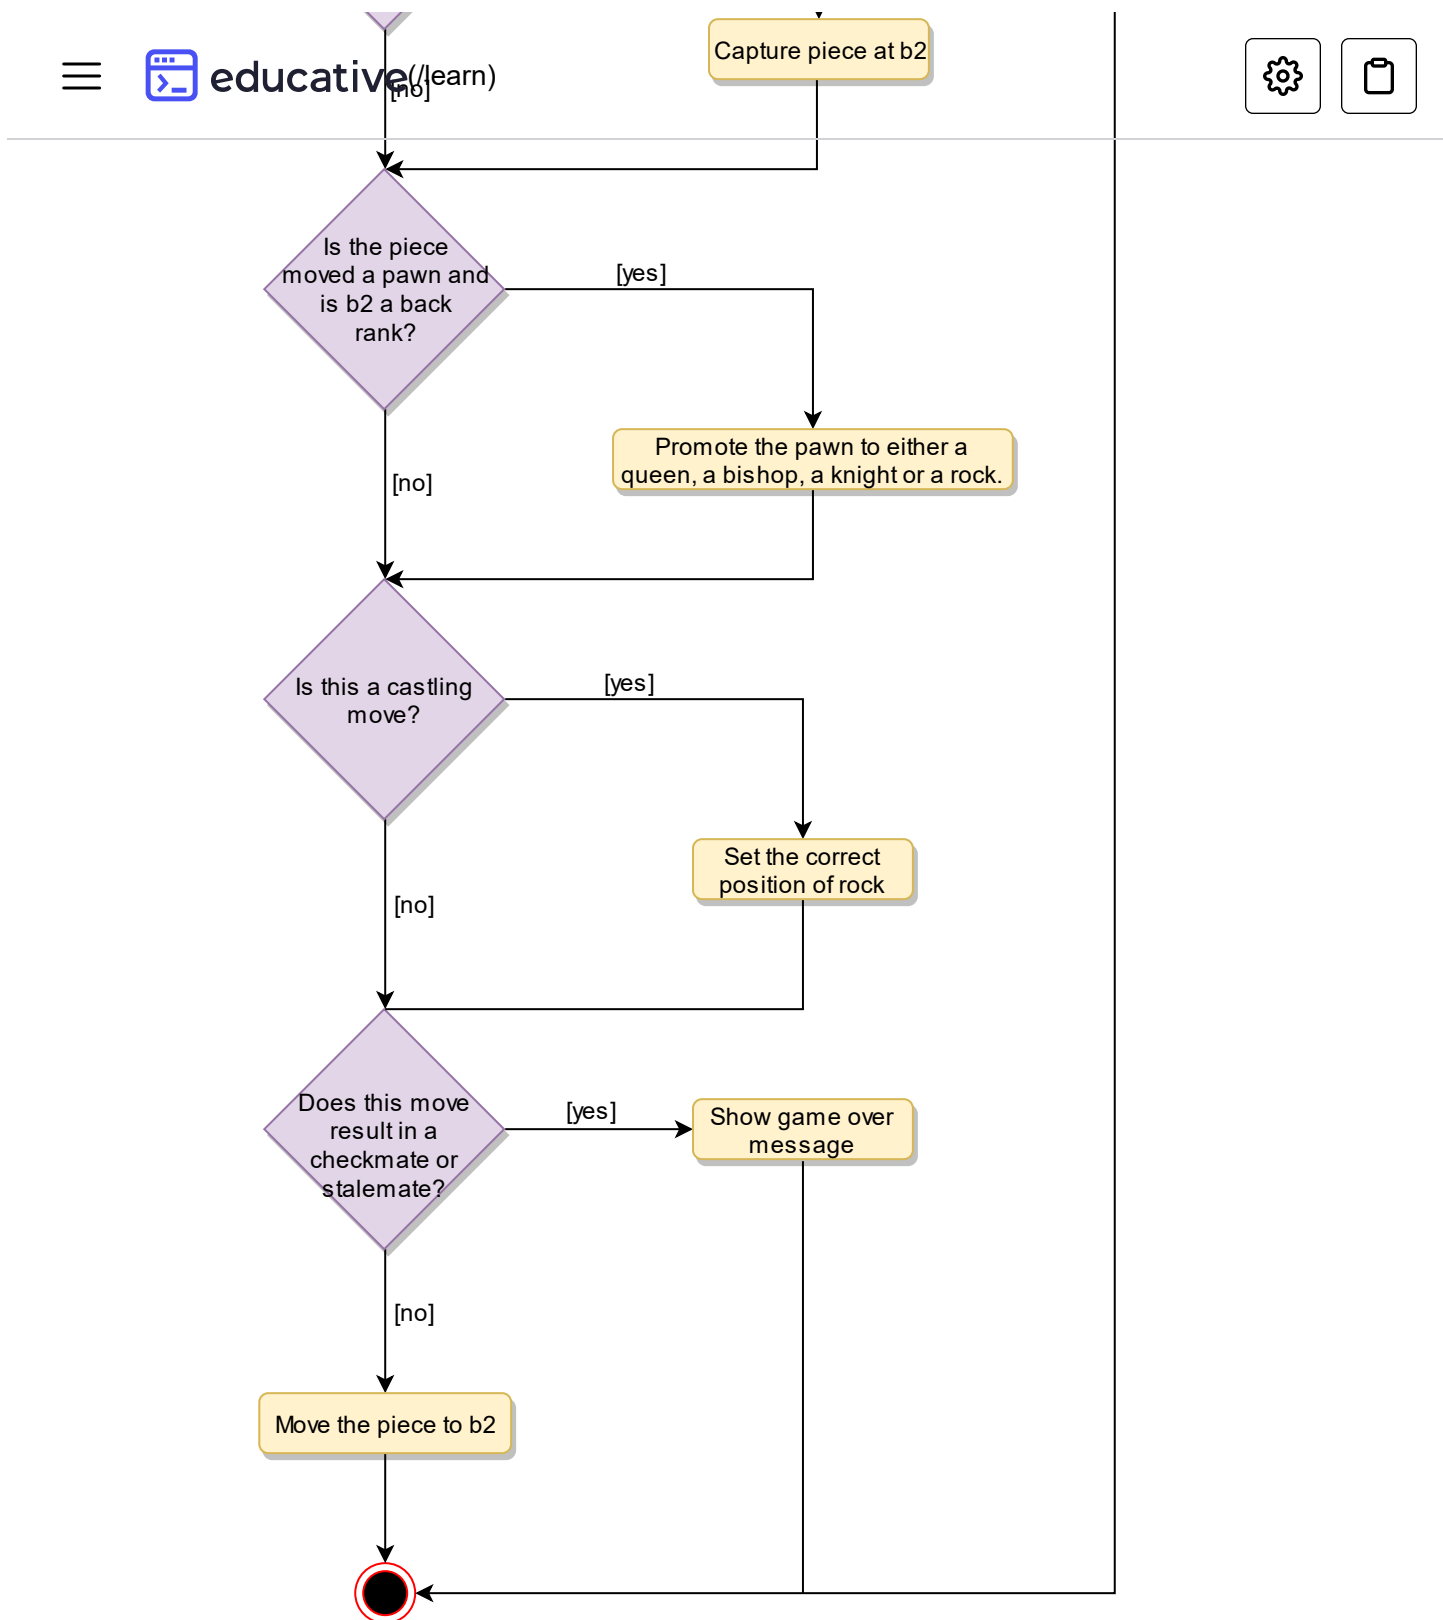 Capture piece at b2
educative(/learn)
[no]
Is the piece
moved a pawn and
is b2 a back
rank?
[yes]
Promote the pawn to either a
queen, a bishop, a knight or a rock.
[no]
Is this a castling
move?
[yes]
Set the correct
position of rock
[no]
Does this move
result in a
checkmate or
stalemate?
[yes]
Show game over
message
[no]
Move the piece to b2